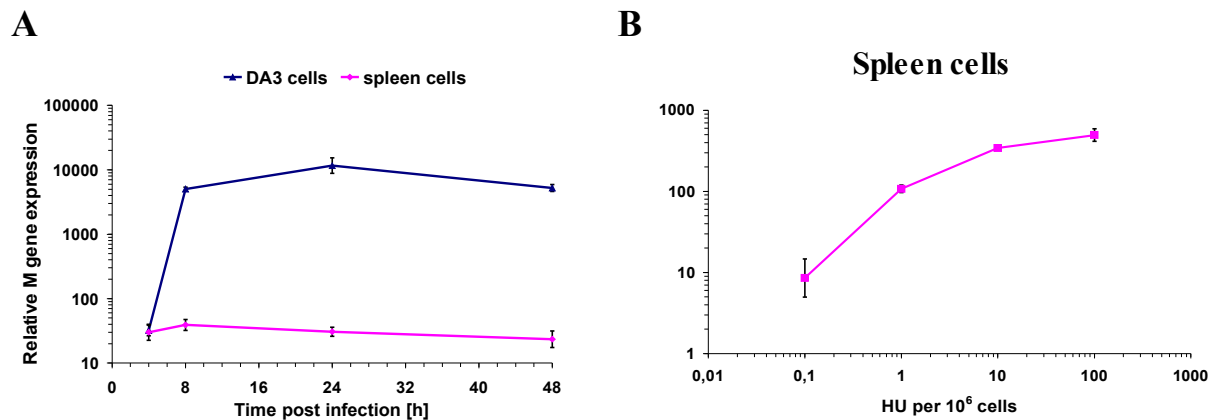 A
DA3 cells
spleen cells
Relative M gene expression
100000
10000
1000
100
10
0
8
16
24
32
40
48
Time post infection [h]
B
Spleen cells
1000
100
10
1
0,01
0,1
1
10
100
1000
HU per 10⁶ cells